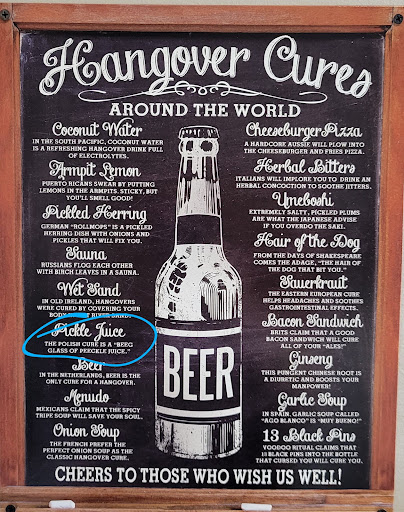 Hangover Cures
AROUND THE WORLD
Coconut Water
IN THE SOUTH PACIFIC, COCONUT WATER
IS A REFRESHING HANGOVER DRINK FULL
OF ELECTROLYTES.
Armpit Lemon
PUERTO RICANS SWEAR BY PUTTING
LEMONS IN THE ARMPITS. STICKY, BUT
YOU'LL SMELL GOOD!
Pickled Herring
GERMAN "ROLLMOPS" IS A PICKLED
HERRING DISH WITH ONIONS AND
PICKLES THAT WILL FIX YOU.
Sauna
RUSSIANS FLOG EACH OTHER
WITH BIRCH LEAVES IN A SAUNA.
Wet Sand
IN OLD IRELAND, HANGOVERS
WERE CURED BY COVERING YOUR
BODY RIVER SAND.
Pickle Juice
THE POLISH CURE IS A "BEEG
GLASS OF PEECKLE JUICE."
Beer
IN THE NETHERLANDS, BEER IS THE
ONLY CURE FOR A HANGOVER.
Menudo
MEXICANS CLAIM THAT THE SPICY
TRIPE SOUP WILL SAVE YOUR SOUL.
Onion Soup
THE FRENCH PREFER THE
PERFECT ONION SOUP AS THE
CLASSIC HANGOVER CURE.
BEER
Cheeseburger Pizza
A HARDCORE AUSSIE WILL PLOW INTO
THE CHEESEBURGER AND FRIES PIZZA.
Herbal Bitters
ITALIANS WILL IMPLORE YOU TO DRINK AN
HERBAL CONCOCTION TO SOOTHE JITTERS.
Umeboshi
EXTREMELY SALTY, PICKLED PLUMS
ARE WHAT THE JAPANESE ADVISE
IF YOU OVERDO THE SAKI.
Hair of the Dog
FROM THE DAYS OF SHAKESPEARE
COMES THE ADAGE, "THE HAIR OF
THE DOG THAT BIT YOU."
Sauerkraut
THE EASTERN EUROPEAN CURE
HELPS HEADACHES AND SOOTHES
GASTROINTESTINAL EFFECTS.
Bacon Sandwich
BRITS CLAIM THAT A GOOD
BACON SANDWICH WILL CURE
ALL OF YOUR "ALES!"
Ginseng
THIS PUNGENT CHINESE ROOT IS
A DIURETIC AND BOOSTS YOUR
MANPOWER!
Garlic Soup
IN SPAIN, GARLIC SOUP CALLED
"AGO BLANCO" IS "MUY BUENO!"
13 Black Pins
VOODOO RITUAL CLAIMS THAT
13 BLACK PINS INTO THE BOTTLE
THAT CURSED YOU WILL CURE YOU.
CHEERS TO THOSE WHO WISH US WELL!